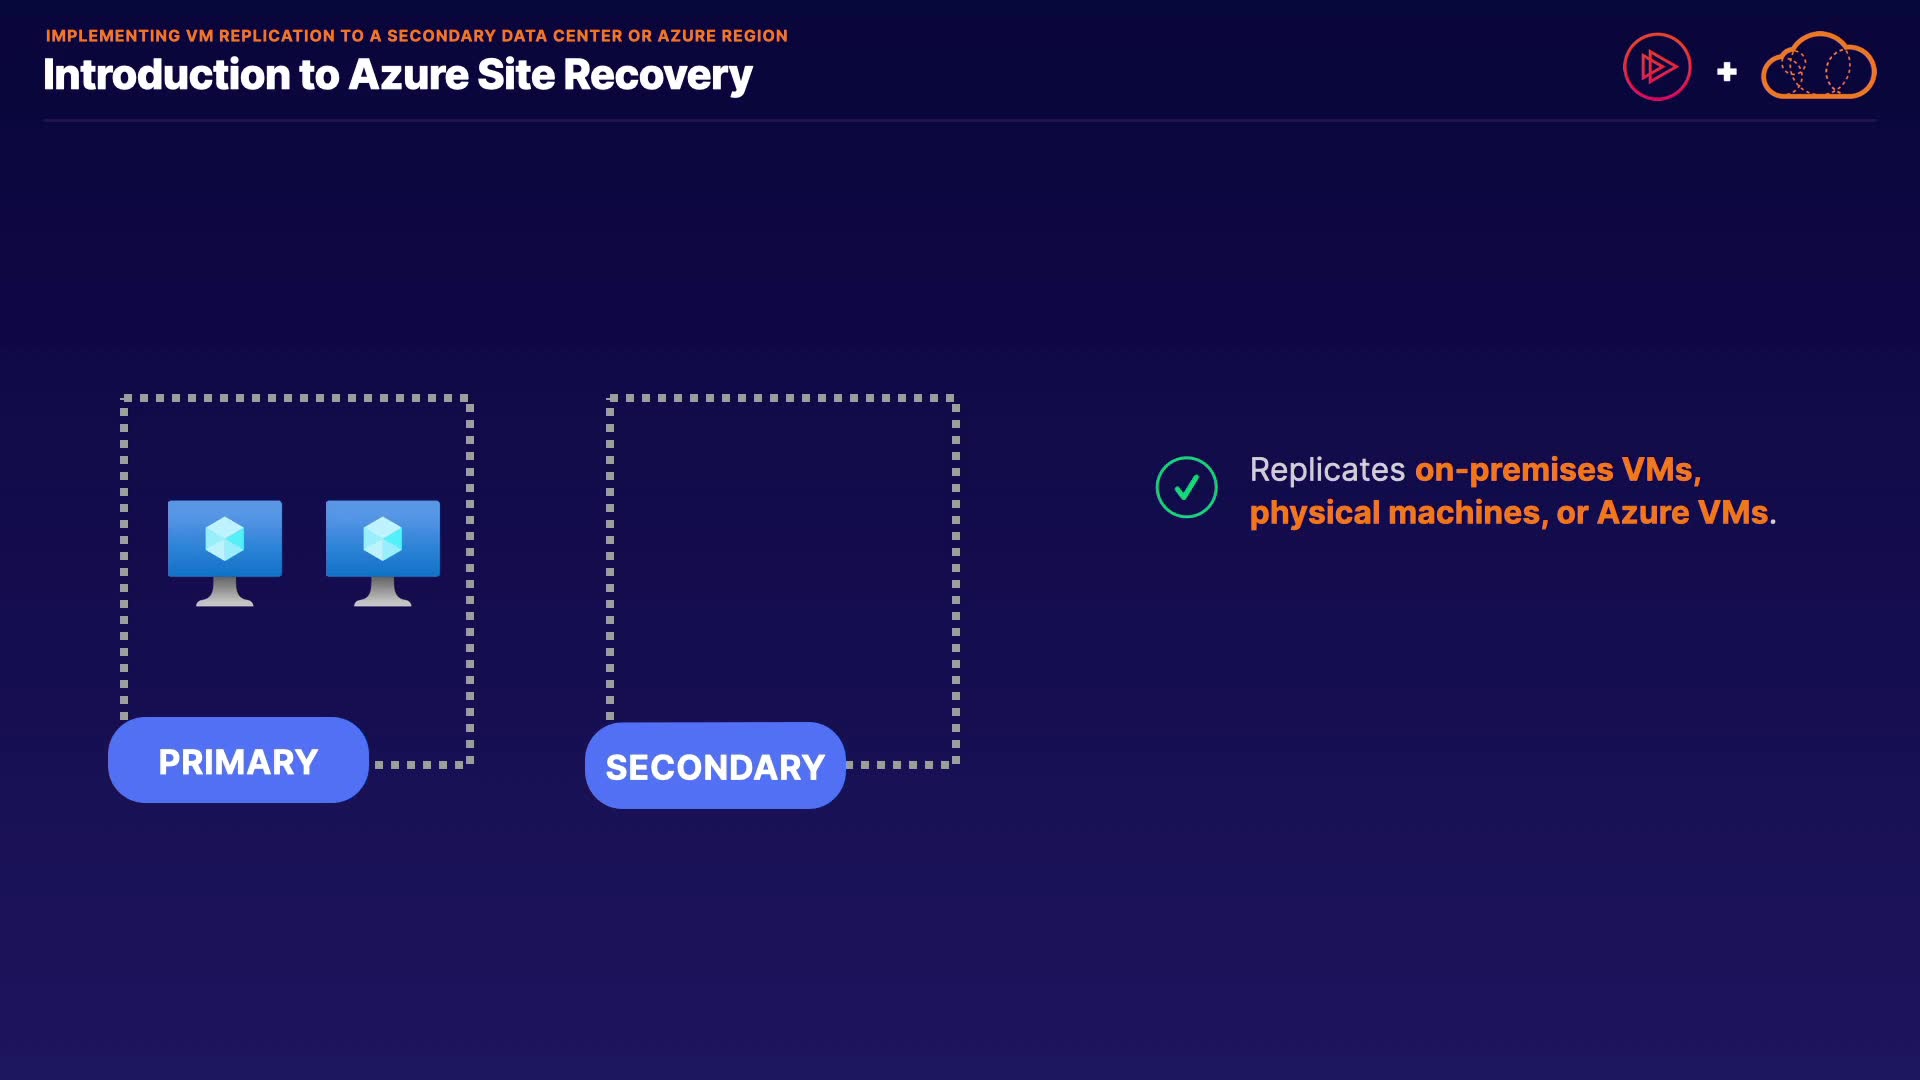 IMPLEMENTING VM REPLICATION TO A SECONDARY DATA CENTER OR AZURE REGION
Introduction to Azure Site Recovery
Replicates on-premises VMs,
physical machines, or Azure VMs.
PRIMARY
SECONDARY